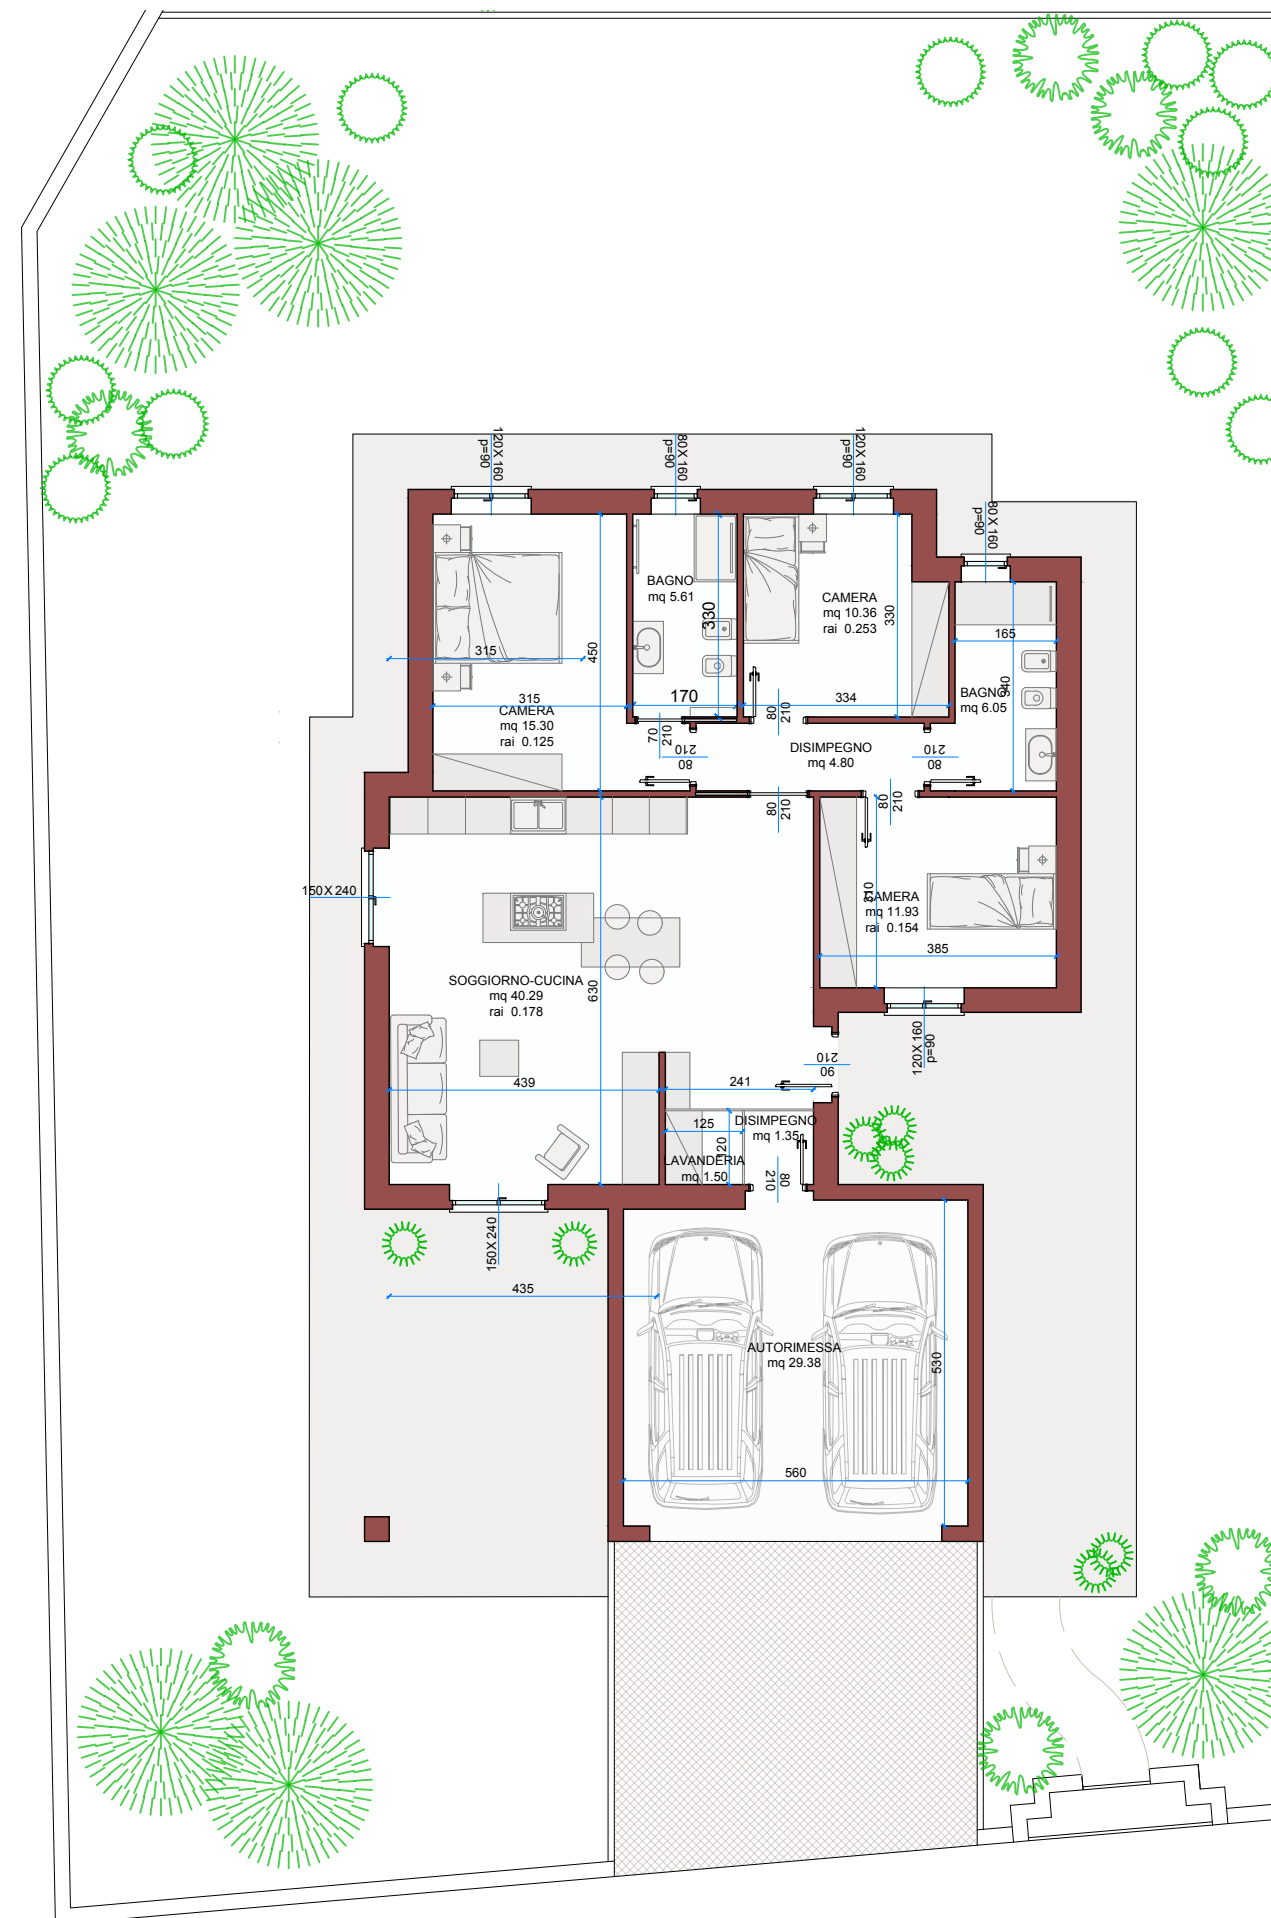 120X160
p=90
80X160
p=90
120X160
p=90
80X160
p=90
BAGNO
mq 5.61
330
450
CAMERA
mq 10.36
rai 0.253
330
165
340
315
315
CAMERA
mq 15.30
rai 0.125
170
334
BAGNO
mq 6.05
70
210
80
210
80
210
DISIMPEGNO
mq 4.80
80
210
80
210
80
210
150X240
CAMERA
mq 11.93
rai 0.154
310
385
SOGGIORNO-CUCINA
mq 40.29
rai 0.178
630
120X160
p=90
90
210
439
241
125
120
DISIMPEGNO
mq 1.35
LAVANDERIA
mq 1.50
80
210
150X240
435
AUTORIMESSA
mq 29.38
530
560